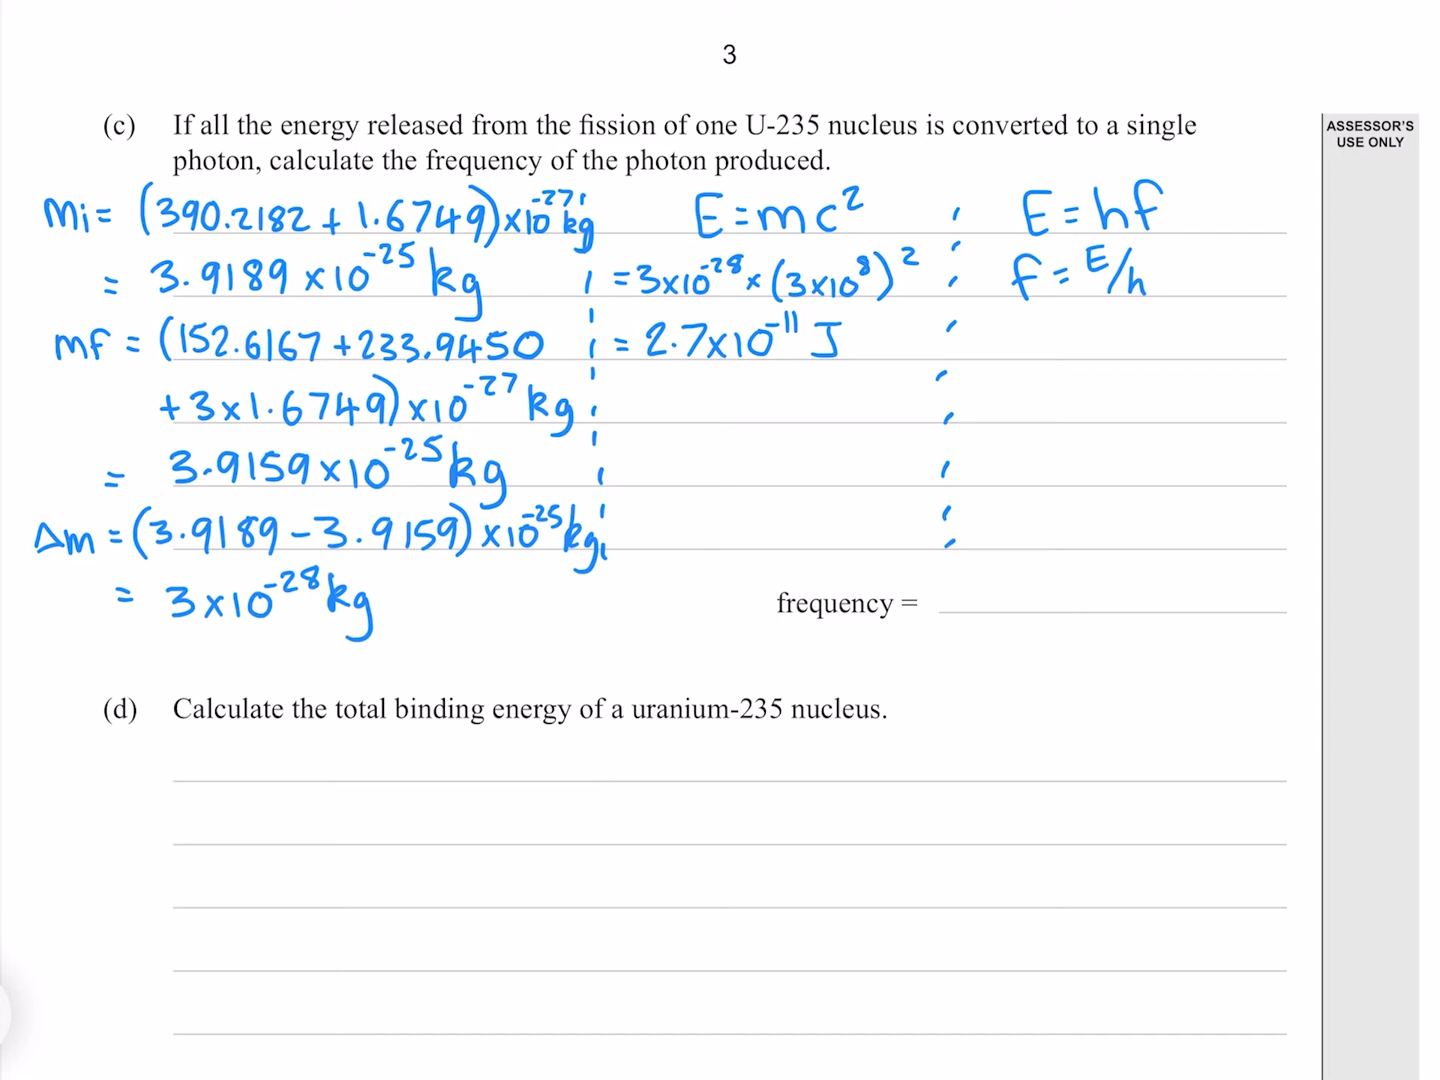 3
(c) If all the energy released from the fission of one U-235 nucleus is converted to a single
photon, calculate the frequency of the photon produced.
ASSESSOR'S
USE ONLY
mi = (390.2182 + 1.6749)×10⁻²⁷ kg
= 3.9189 ×10⁻²⁵ kg
mf = (152.6167 + 233.9450
+ 3×1.6749)×10⁻²⁷ kg
= 3.9159×10⁻²⁵ kg
Δm = (3.9189 − 3.9159)×10⁻²⁵ kg
= 3×10⁻²⁸ kg
E = mc²
= 3×10⁻²⁸ × (3×10⁸)²
= 2.7×10⁻¹¹ J
E = hf
f = E/h
frequency =
(d) Calculate the total binding energy of a uranium-235 nucleus.